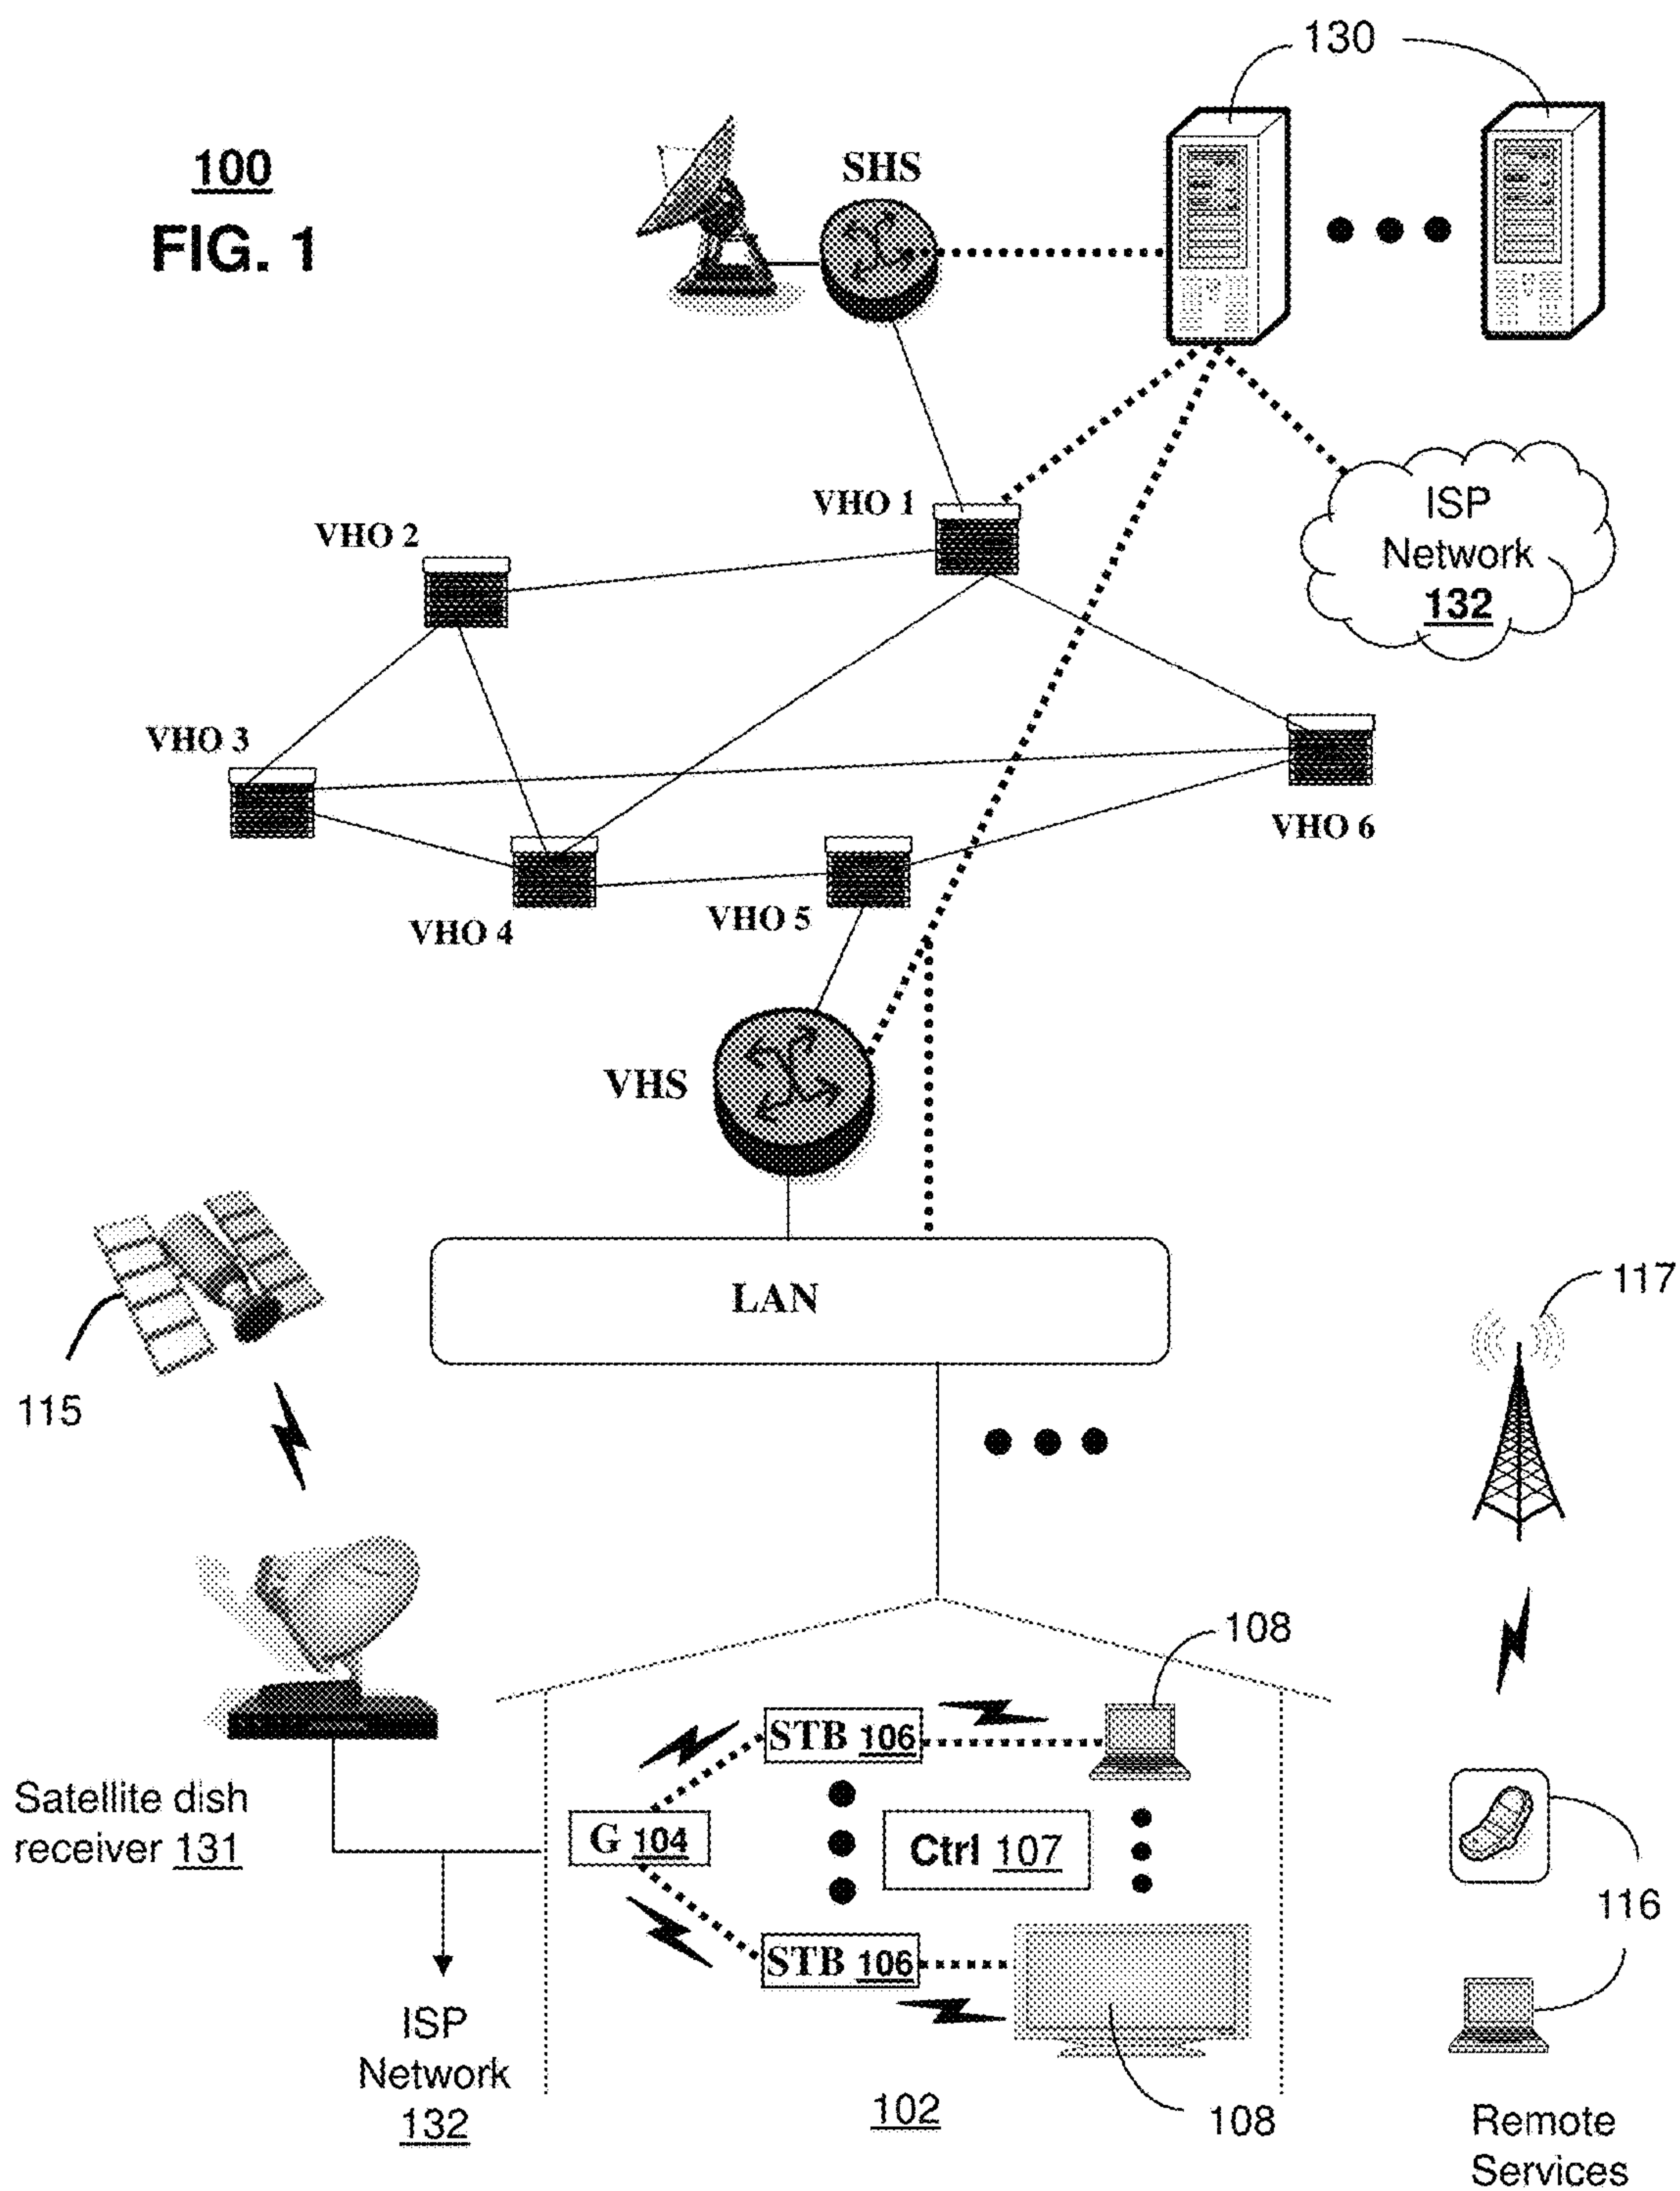 130
100
FIG. 1
SHS
VHO 1
ISP
Network
132
VHO 2
VHO 3
VHO 6
VHO 4
VHO 5
VHS
LAN
117
115
108
STB 106
Satellite dish
receiver 131
G 104
Ctrl 107
116
STB 106
ISP
Network
132
102
108
Remote
Services